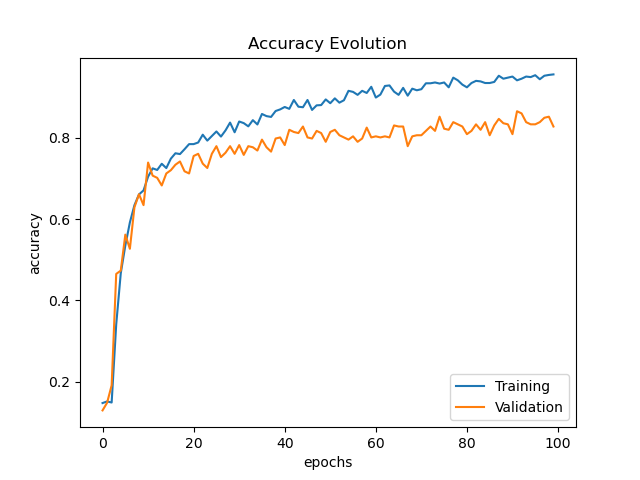 Accuracy Evolution
accuracy
0.8
0.6
0.4
0.2
Training
Validation
0 20 40 60 80 100
epochs